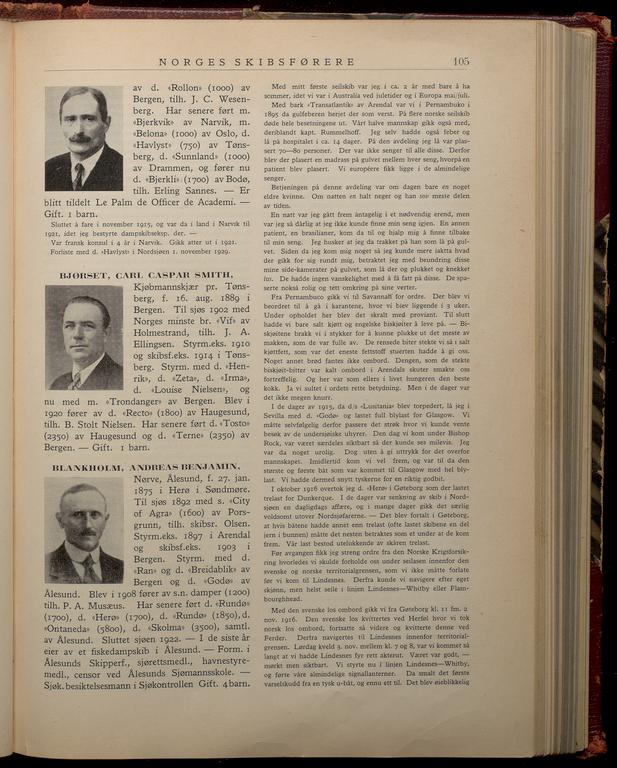 NORGES SKIBSFØRERE 105
av d. «Rollon» (1000) av
Bergen, tilh. J. C. Wesen-
berg. Har senere ført m.
«Bjerkvik» av Narvik, m.
«Belona» (1000) av Oslo, d.
«Havlyst» (750) av Tøns-
berg, d. «Sunnland» (1000)
av Drammen, og fører nu
d. «Bjerkli» (1700) av Bodø,
tilh. Erling Sannes. — Er
blitt tildelt Le Palm de Officer de Academi. —
Gift. 1 barn.
Sluttet å fare i november 1915, og var da i land i Narvik til
1921, idet jeg bestyrte dampskibseksp. der. —
Var fransk konsul i 4 år i Narvik. Gikk atter ut i 1921.
Forliste med d. «Havlyst» i Nordsjøen 1. november 1929.
BJØRSET, CARL CASPAR SMITH,
Kjøbmannskjær pr. Tøns-
berg, f. 16. aug. 1889 i
Bergen. Til sjøs 1902 med
Norges minste br. «Vif» av
Holmestrand, tilh. J. A.
Ellingsen. Styrm.eks. 1910
og skibsf.eks. 1914 i Tøns-
berg. Styrm. med d. «Hen-
rik», d. «Zeta», d. «Irma»,
d. «Louise Nielsen», og
nu med m. «Trondanger» av Bergen. Blev i
1920 fører av d. «Recto» (1800) av Haugesund,
tilh. B. Stolt Nielsen. Har senere ført d. «Tosto»
(2350) av Haugesund og d. «Terne» (2350) av
Bergen. — Gift. 1 barn.
BLANKHOLM, ANDREAS BENJAMIN,
Nørve, Ålesund, f. 27. jan.
1875 i Herø i Søndmøre.
Til sjøs 1892 med s. «City
of Agra» (1600) av Pors-
grunn, tilh. skibsr. Olsen.
Styrm.eks. 1897 i Arendal
og skibsf.eks. 1903 i
Bergen. Styrm. med d.
«Ran» og d. «Breidablik» av
Bergen og d. «Godø» av
Ålesund. Blev i 1908 fører av s.n. damper (1200)
tilh. P. A. Musæus. Har senere ført d. «Rundø»
(1700), d. «Herø» (1700), d. «Rundø» (1850), d.
«Ontaneda» (5800), d. «Skolma» (3500), samtl.
av Ålesund. Sluttet sjøen 1922. — I de siste år
eier av et fiskedampskib i Ålesund. — Form. i
Ålesunds Skipperf., sjørettsmedl., havnestyre-
medl., censor ved Ålesunds Sjømannsskole. —
Sjøk.besiktelsesmann i Sjøkontrollen Gift. 4 barn.
Med mitt første seilskib var jeg i ca. 2 år med bare å ha
sommer, idet vi var i Australia ved juletider og i Europa mai/juli.
Med bark «Transatlantik» av Arendal var vi i Pernambuko i
1895 da gulfeberen herjet der som verst. På flere norske seilskib
døde hele besetningene ut. Vårt halve mannskap gikk også med,
deriblandt kapt. Rummelhoff. Jeg selv hadde også feber og
lå på hospitalet i ca. 14 dager. På den avdeling jeg lå var plas-
sert 70—80 personer. Der var ikke senger til alle disse. Derfor
blev der plasert en madrass på gulvet mellem hver seng, hvorpå en
patient blev plasert. Vi europeère fikk ligge i de almindelige
senger.
Betjeningen på denne avdeling var om dagen bare en noget
eldre kvinne. Om natten en halt neger og han sov meste delen
av tiden.
En natt var jeg gått frem åntagelig i et nødvendig erend, men
var jeg så dårlig at jeg ikke kunde finne min seng igjen. En annen
patient, en brasilianer, kom da til og hjalp mig å finne tilbake
til min seng. Jeg husker at jeg da trakket på han som lå på gul-
vet. Siden da jeg kom mig noget så jeg kunde mere iaktta hvad
der gikk for sig rundt mig, betraktet jeg med beundring disse
mine side-kamerater på gulvet, som lå der og plukket og knekket
De hadde ingen vanskelighet med å få fatt på disse. De spa-
serte nokså rolig og tett omkring på sine verter.
Fra Pernambuko gikk vi til Savannah for ordre. Der blev vi
beordret til å gå i karantene, hvor vi blev liggende i 3 uker.
Under opholdet her blev det skralt med proviant. Til slutt
hadde vi bare salt kjøtt og engelske biskjøiter å leve på. — Bi-
skjøitene brakk vi i stykker for å kunne plukke ut det meste av
makken, som de var fulle av. De rensede biter stekte vi så i salt
kjøttfett, som var det eneste fettstoff stuerten hadde å gi oss.
Noget annet brød fantes ikke ombord. Dengen, som de stekte
biskjøit-biter var kalt ombord i Arendals skuter smakte oss
fortreffelig. Og her var som ellers i livet hungeren den beste
kokk. Ja vi sultet i ordets rette betydning. Men i de dager var
det ikke megen knurr.
I de dager av 1915, da d/s «Lusitania» blev torpedert, lå jeg i
Sevilla med d. «Godø» og lastet full blylast for Glasgow. Vi
måtte selvfølgelig derfor passere det strøk hvor vi kunde vente
besøk av de undersjøiske uhyrer. Den dag vi kom under Bishop
Rock, var været særdeles siktbart så der kunde ses milevis. Jeg
var da noget urolig. Dog uten å gi uttrykk for det overfor
mannskapet. Imidlertid kom vi vel frem, og var til da den
største og første båt som var kommet til Glasgow med hel bly-
last. Vi hadde dermed snytt tyskerne for en riktig godbit.
I oktober 1916 overtok jeg d. «Herø» i Gøteborg som der lastet
trelast for Dunkerque. I de dager var senkning av skib i Nord-
sjøen en dagligdags affære, og i mange dager gikk det særlig
voldsomt utover Nordsjøfarerne. — Det blev fortalt i Gøteborg,
at hvis båtene hadde annet enn trelast (ofte lastet skibene en del
jern i bunnen) måtte det nesten betraktes som et under at de kom
frem. Vår last bestod utelukkende av skåren trelast.
Før avgangen fikk jeg streng ordre fra den Norske Krigsforsik-
ring hvorledes vi skulde forholde oss under seilasen innenfor den
svenske og norske territorialgrensen, som vi ikke måtte forlate
før vi kom til Lindesnes. Derfra kunde vi navigere efter eget
skjønn, men helst seile i linjen Lindesnes—Whitby eller Flam-
bourghhead.
Med den svenske los ombord gikk vi fra Gøteborg kl. 11 fm. 2
nov. 1916. Den svenske los kvittertes ved Herføl hvor vi tok
norsk los ombord, fortsatte så videre og kvitterte denne ved
Ferder. Derfra navigertes til Lindesnes innenfor territorial-
grensen. Lørdag kveld 3. nov. mellem kl. 7 og 8, var vi kommet så
langt at vi hadde Lindesnes fyr rett akterut. Været var godt, —
mørkt men siktbart. Vi styrte nu i linjen Lindesnes—Whitby,
og førte våre almindelige signallanterner. Da smalt det første
varselskudd fra en tysk u-båt, og ennu ett til. Det blev øieblikkelig